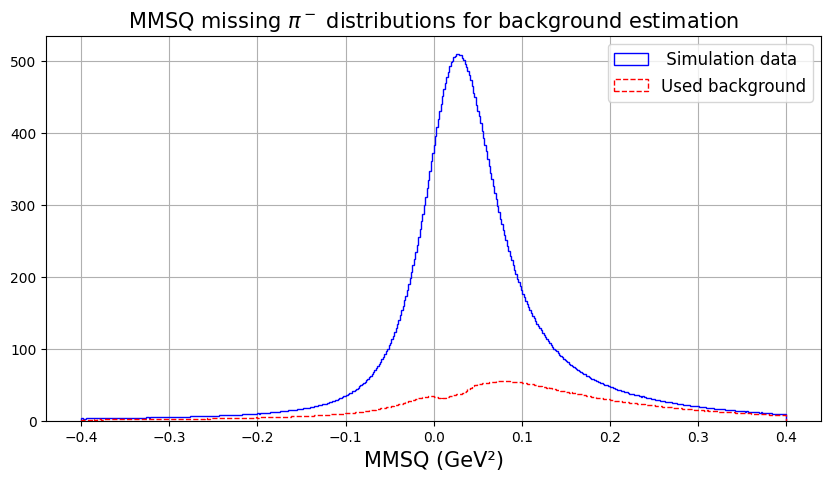 MMSQ missing π⁻ distributions for background estimation
Simulation data
Used background
500
400
300
200
100
0
−0.4 −0.3 −0.2 −0.1 0.0 0.1 0.2 0.3 0.4
MMSQ (GeV²)